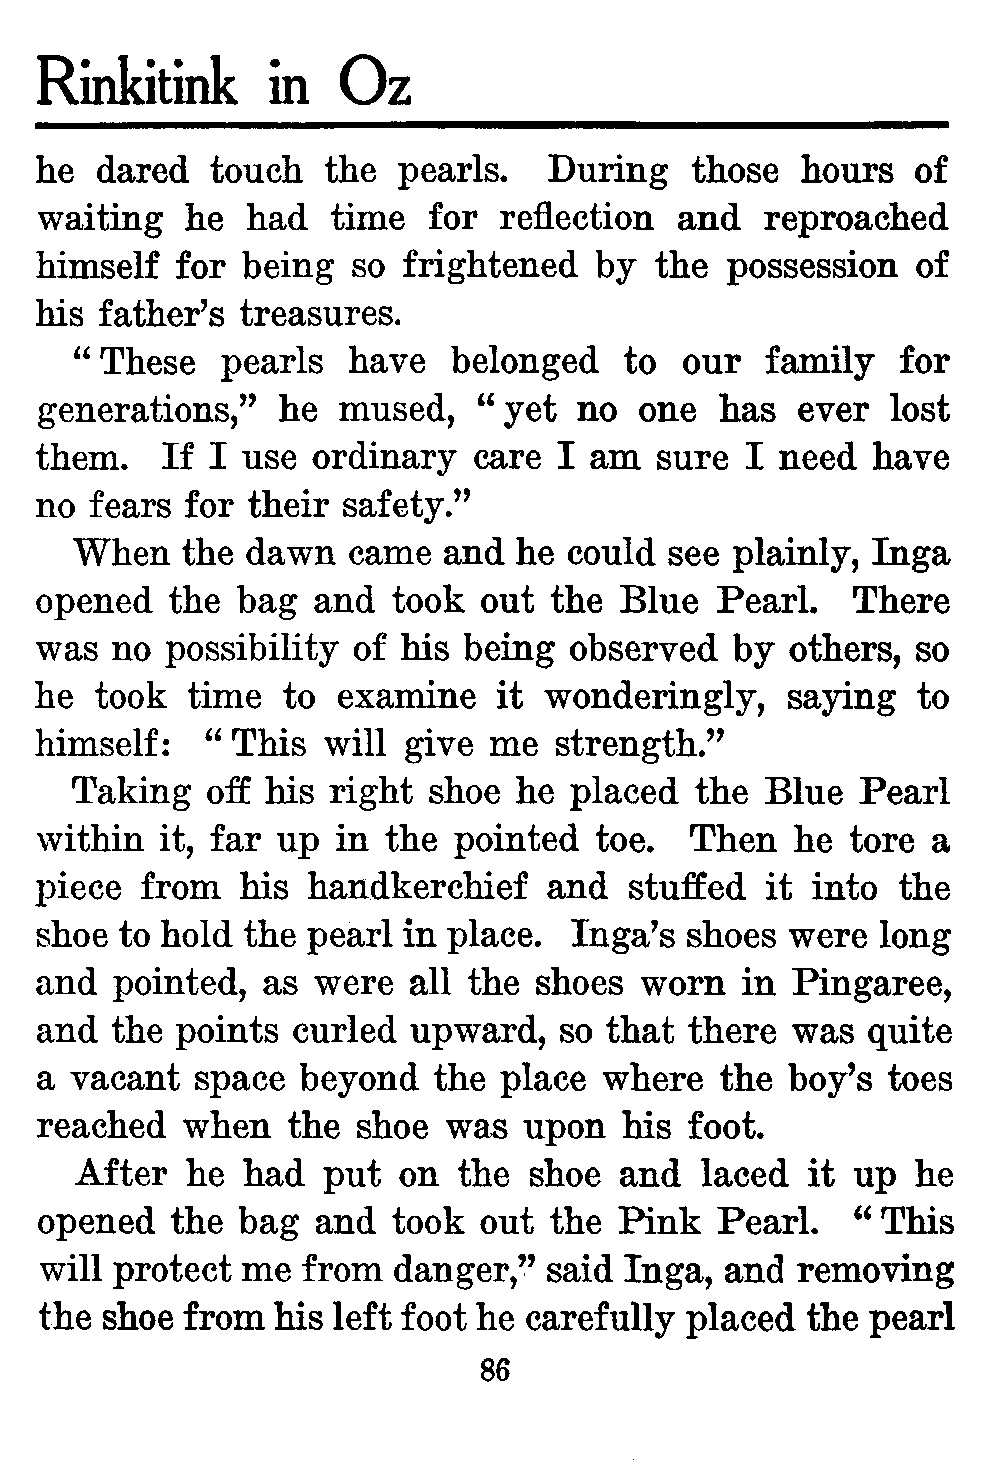 Rinkitink in Oz
he dared touch the pearls. During those hours of
waiting he had time for reflection and reproached
himself for being so frightened by the possession of
his father's treasures.
“These pearls have belonged to our family for
generations,” he mused, “yet no one has ever lost
them. If I use ordinary care I am sure I need have
no fears for their safety.”
When the dawn came and he could see plainly, Inga
opened the bag and took out the Blue Pearl. There
was no possibility of his being observed by others, so
he took time to examine it wonderingly, saying to
himself: “This will give me strength.”
Taking off his right shoe he placed the Blue Pearl
within it, far up in the pointed toe. Then he tore a
piece from his handkerchief and stuffed it into the
shoe to hold the pearl in place. Inga's shoes were long
and pointed, as were all the shoes worn in Pingaree,
and the points curled upward, so that there was quite
a vacant space beyond the place where the boy's toes
reached when the shoe was upon his foot.
After he had put on the shoe and laced it up he
opened the bag and took out the Pink Pearl. “This
will protect me from danger,” said Inga, and removing
the shoe from his left foot he carefully placed the pearl
86